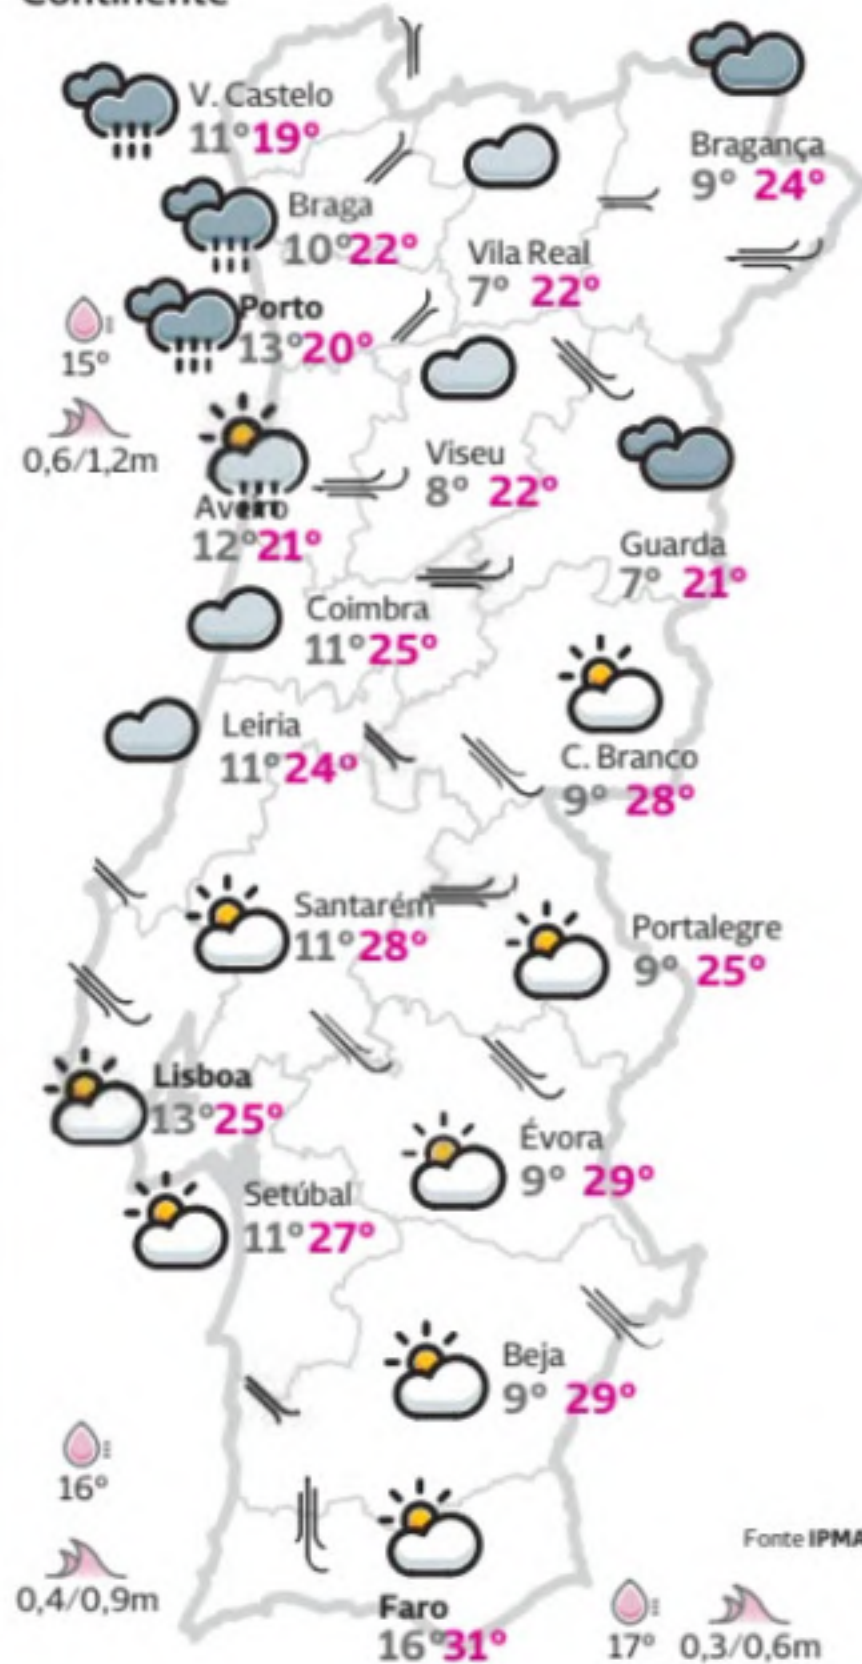 Continente
V. Castelo
11° 19°
Bragança
9° 24°
Braga
10° 22°
Vila Real
7° 22°
Porto
13° 20°
15°
0,6/1,2m
Viseu
8° 22°
Aveiro
12° 21°
Guarda
7° 21°
Coimbra
11° 25°
Leiria
11° 24°
C. Branco
9° 28°
Santarém
11° 28°
Portalegre
9° 25°
Lisboa
13° 25°
Évora
9° 29°
Setúbal
11° 27°
Beja
9° 29°
16°
0,4/0,9m
Fonte IPMA
Faro
16° 31°
17° 0,3/0,6m